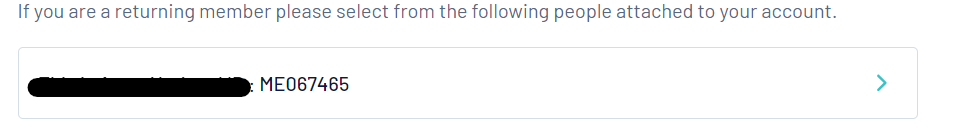 If you are a returning member please select from the following people attached to your account.
: ME067465